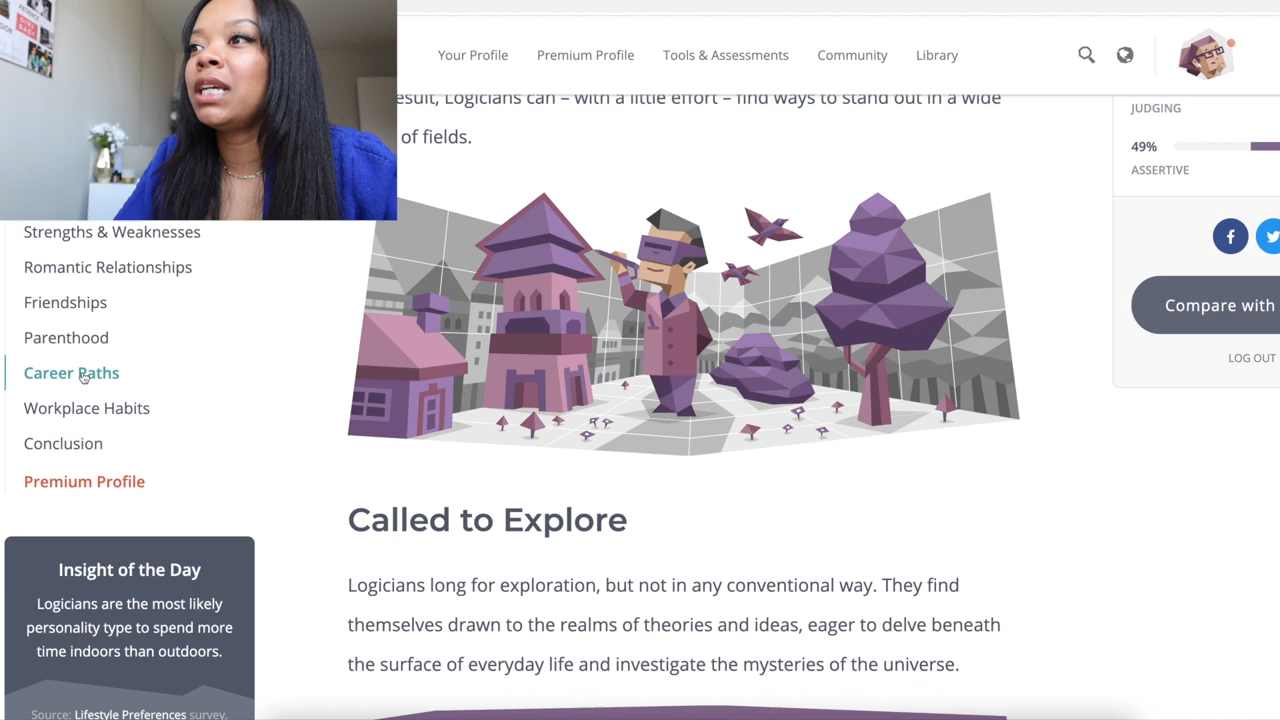 Your Profile
Premium Profile
Tools & Assessments
Community
Library
result, Logicians can – with a little effort – find ways to stand out in a wide
of fields.
JUDGING
49%
ASSERTIVE
Strengths & Weaknesses
Romantic Relationships
Friendships
Parenthood
Career Paths
Workplace Habits
Conclusion
Premium Profile
Compare with
LOG OUT
Called to Explore
Logicians long for exploration, but not in any conventional way. They find
themselves drawn to the realms of theories and ideas, eager to delve beneath
the surface of everyday life and investigate the mysteries of the universe.
Insight of the Day
Logicians are the most likely
personality type to spend more
time indoors than outdoors.
Source: Lifestyle Preferences survey,